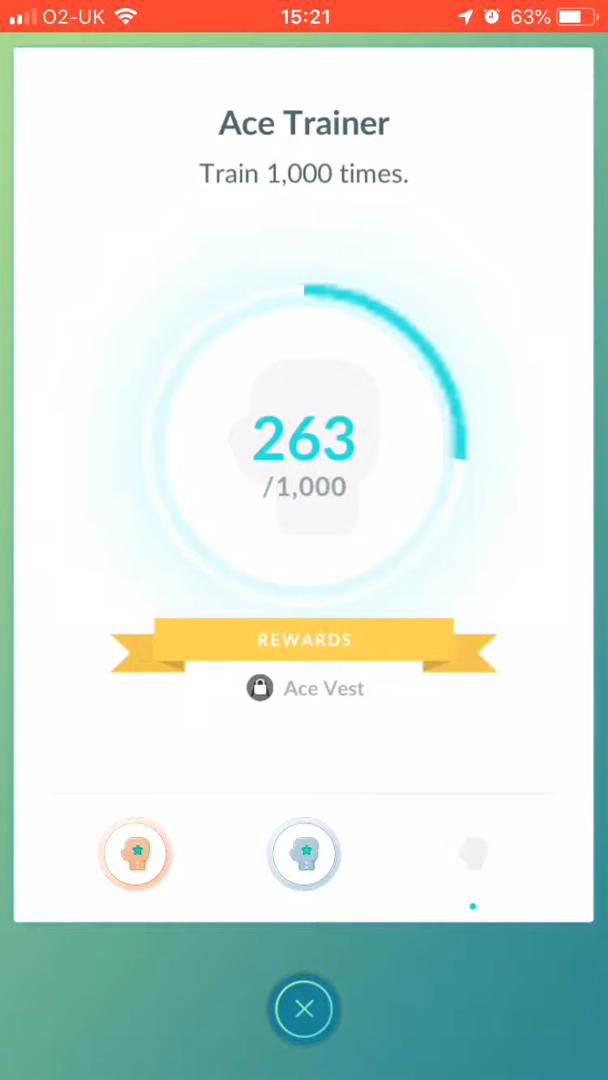 O2-UK 15:21 63%
Ace Trainer
Train 1,000 times.
263
/1,000
REWARDS
Ace Vest